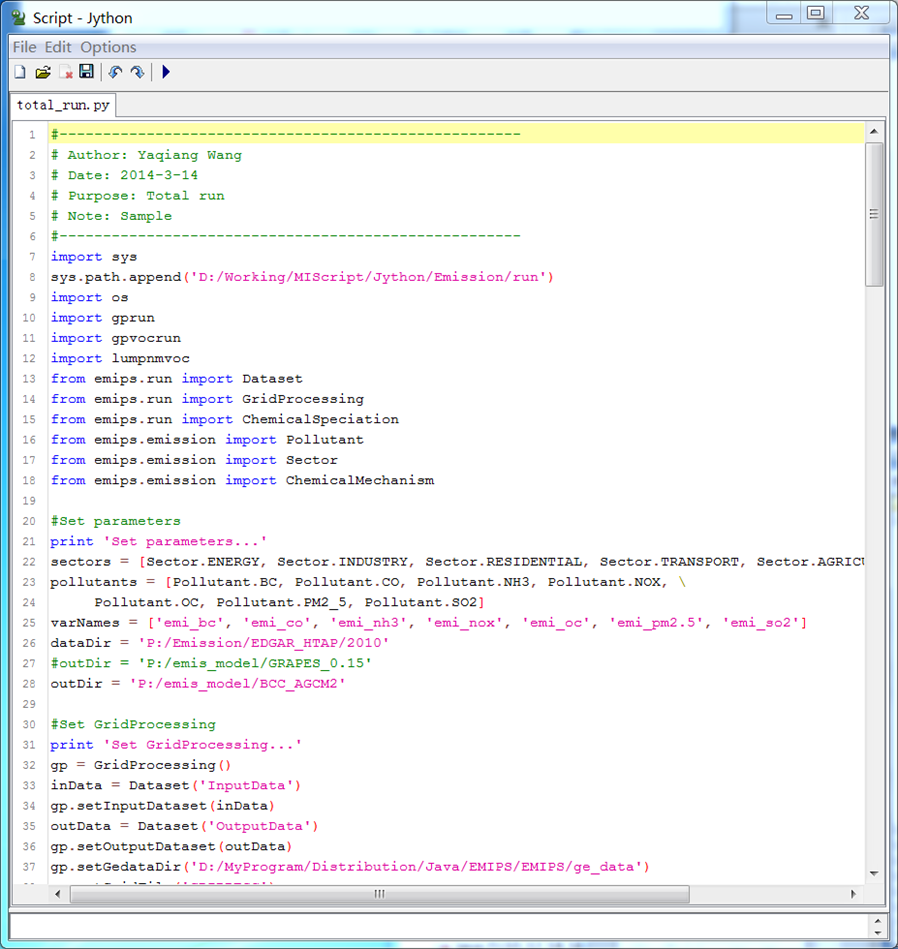 Script - Jython
File Edit Options
total_run.py
1 #-----------------------------------------------------
2 # Author: Yaqiang Wang
3 # Date: 2014-3-14
4 # Purpose: Total run
5 # Note: Sample
6 #-----------------------------------------------------
7 import sys
8 sys.path.append('D:/Working/MIScript/Jython/Emission/run')
9 import os
10 import gprun
11 import gpvocrun
12 import lumpnmvoc
13 from emips.run import Dataset
14 from emips.run import GridProcessing
15 from emips.run import ChemicalSpeciation
16 from emips.emission import Pollutant
17 from emips.emission import Sector
18 from emips.emission import ChemicalMechanism
19
20 #Set parameters
21 print 'Set parameters...'
22 sectors = [Sector.ENERGY, Sector.INDUSTRY, Sector.RESIDENTIAL, Sector.TRANSPORT, Sector.AGRICU
23 pollutants = [Pollutant.BC, Pollutant.CO, Pollutant.NH3, Pollutant.NOX, \
24 Pollutant.OC, Pollutant.PM2_5, Pollutant.SO2]
25 varNames = ['emi_bc', 'emi_co', 'emi_nh3', 'emi_nox', 'emi_oc', 'emi_pm2.5', 'emi_so2']
26 dataDir = 'P:/Emission/EDGAR_HTAP/2010'
27 #outDir = 'P:/emis_model/GRAPES_0.15'
28 outDir = 'P:/emis_model/BCC_AGCM2'
29
30 #Set GridProcessing
31 print 'Set GridProcessing...'
32 gp = GridProcessing()
33 inData = Dataset('InputData')
34 gp.setInputDataset(inData)
35 outData = Dataset('OutputData')
36 gp.setOutputDataset(outData)
37 gp.setGedataDir('D:/MyProgram/Distribution/Java/EMIPS/EMIPS/ge_data')